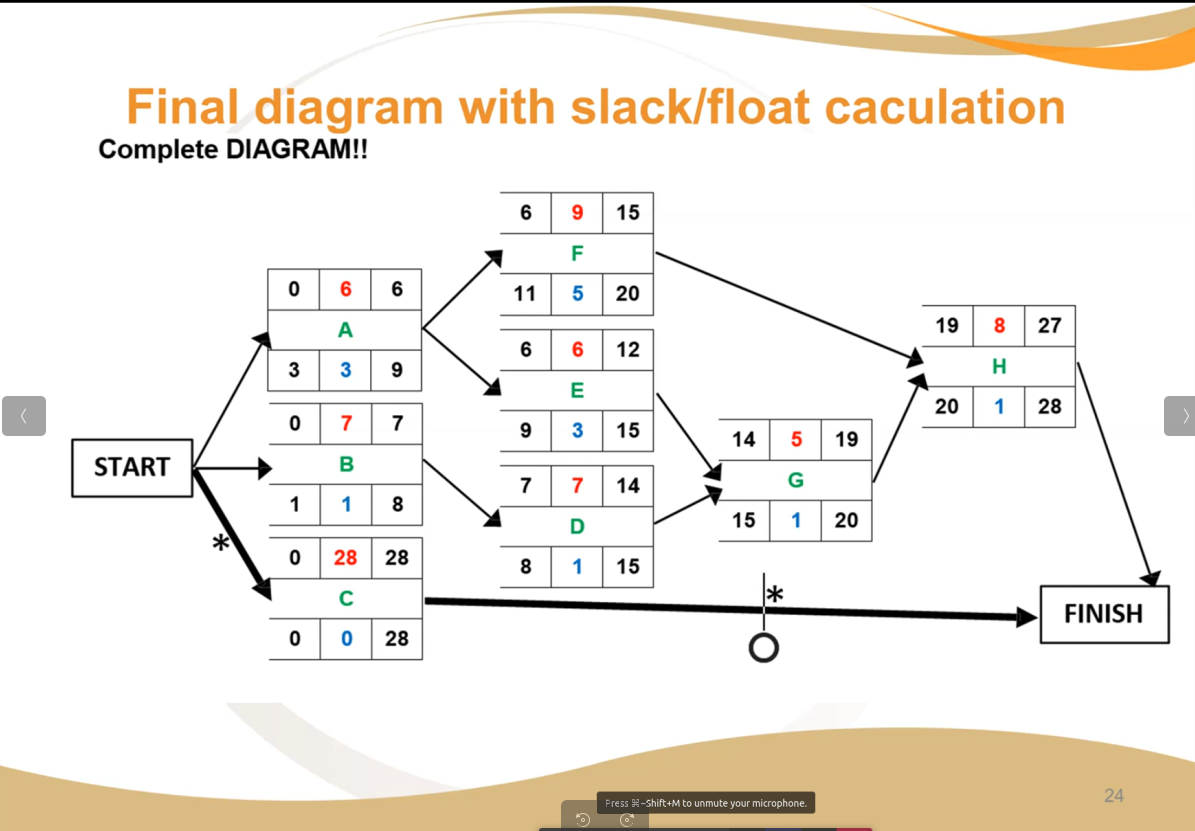 Final diagram with slack/float caculation
Complete DIAGRAM!!
6 9 15
F
11 5 20
0 6 6
A
3 3 9
6 6 12
E
9 3 15
19 8 27
H
20 1 28
0 7 7
B
1 1 8
START
7 7 14
D
8 1 15
14 5 19
G
15 1 20
*
0 28 28
C
0 0 28
*
FINISH
24
Press ⌘–Shift+M to unmute your microphone.